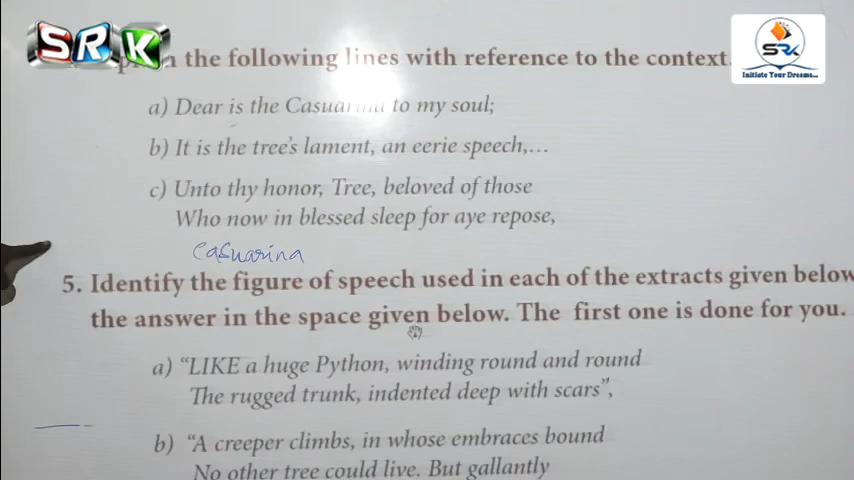 SRK
SRK
Initiate Your Dreams...
the following lines with reference to the context.
a) Dear is the Casuarina to my soul;
b) It is the tree's lament, an eerie speech,...
c) Unto thy honor, Tree, beloved of those
Who now in blessed sleep for aye repose,
Casuarina
5. Identify the figure of speech used in each of the extracts given below
the answer in the space given below. The first one is done for you.
a) “LIKE a huge Python, winding round and round
The rugged trunk, indented deep with scars”,
b) “A creeper climbs, in whose embraces bound
No other tree could live. But gallantly